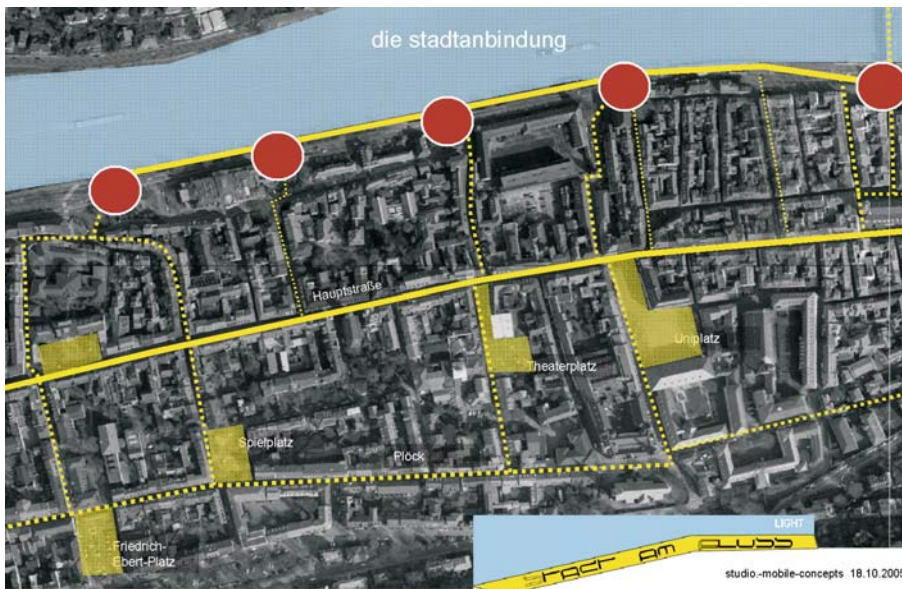 die stadtanbindung
Hauptstraße
Theaterplatz
Uniplatz
Spielplatz
Plöck
Friedrich-
Ebert-Platz
LIGHT
STADT AM FLUSS
studio.-mobile-concepts 18.10.2005